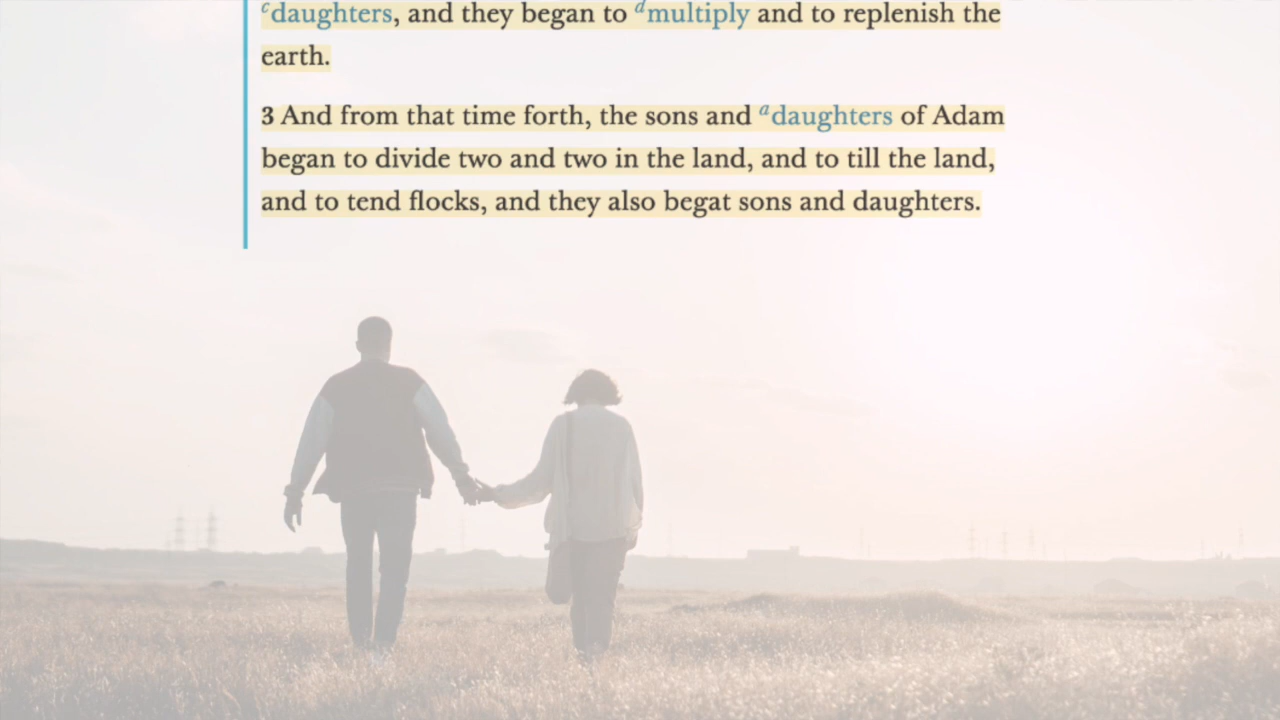 cdaughters, and they began to dmultiply and to replenish the
earth.
3 And from that time forth, the sons and adaughters of Adam
began to divide two and two in the land, and to till the land,
and to tend flocks, and they also begat sons and daughters.